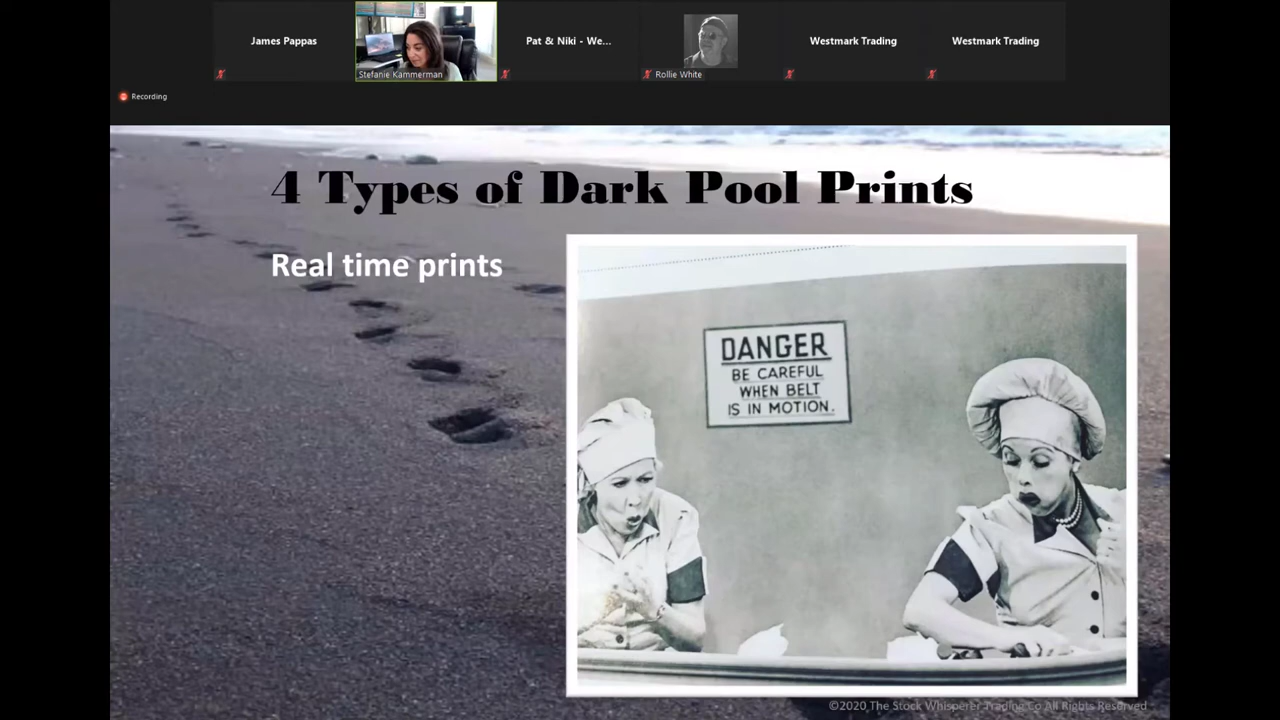 James Pappas
Stefanie Kammerman
Pat & Niki - We...
Rollie White
Westmark Trading
Westmark Trading
Recording
4 Types of Dark Pool Prints
Real time prints
DANGER
BE CAREFUL
WHEN BELT
IS IN MOTION.
©2020 The Stock Whisperer Trading Co All Rights Reserved